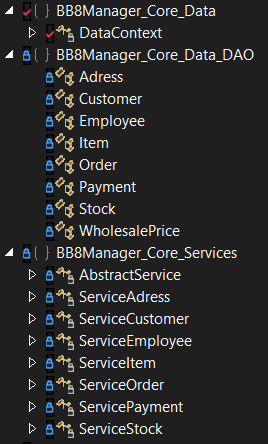 { } BB8Manager_Core_Data
DataContext
{ } BB8Manager_Core_Data_DAO
Adress
Customer
Employee
Item
Order
Payment
Stock
WholesalePrice
{ } BB8Manager_Core_Services
AbstractService
ServiceAdress
ServiceCustomer
ServiceEmployee
ServiceItem
ServiceOrder
ServicePayment
ServiceStock